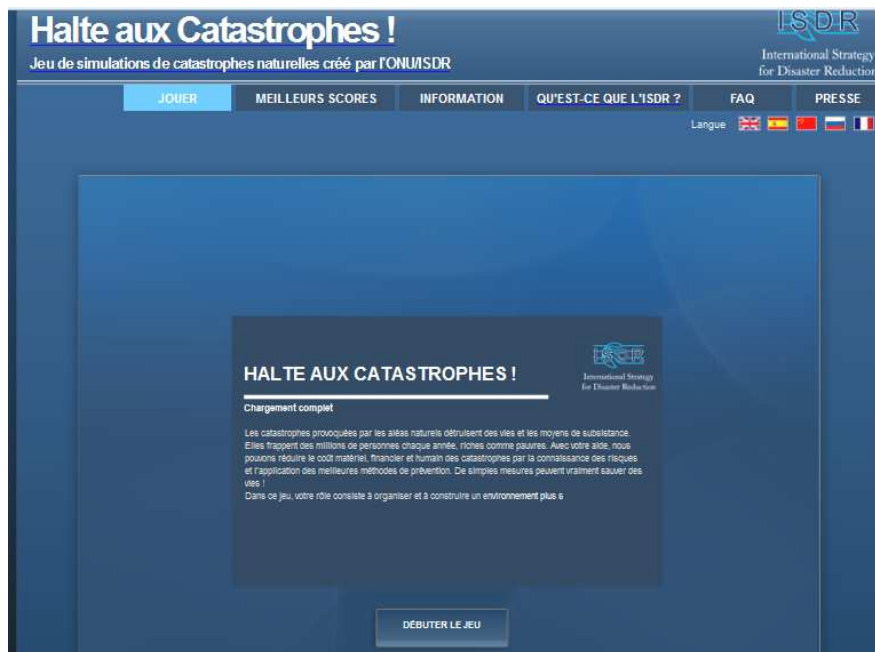 Halte aux Catastrophes !
Jeu de simulations de catastrophes naturelles créé par l'ONU/ISDR
ISDR
International Strategy
for Disaster Reduction
JOUER MEILLEURS SCORES INFORMATION QU'EST-CE QUE L'ISDR ? FAQ PRESSE
Langue
ISDR
International Strategy
for Disaster Reduction
HALTE AUX CATASTROPHES !
Chargement complet
Les catastrophes provoquées par les aléas naturels détruisent des vies et les moyens de subsistance.
Elles frappent des millions de personnes chaque année, riches comme pauvres. Avec votre aide, nous
pouvons réduire le coût matériel, financier et humain des catastrophes par la connaissance des risques
et l'application des meilleures méthodes de prévention. De simples mesures peuvent vraiment sauver des
vies !
Dans ce jeu, votre rôle consiste à organiser et à construire un environnement plus s
DÉBUTER LE JEU